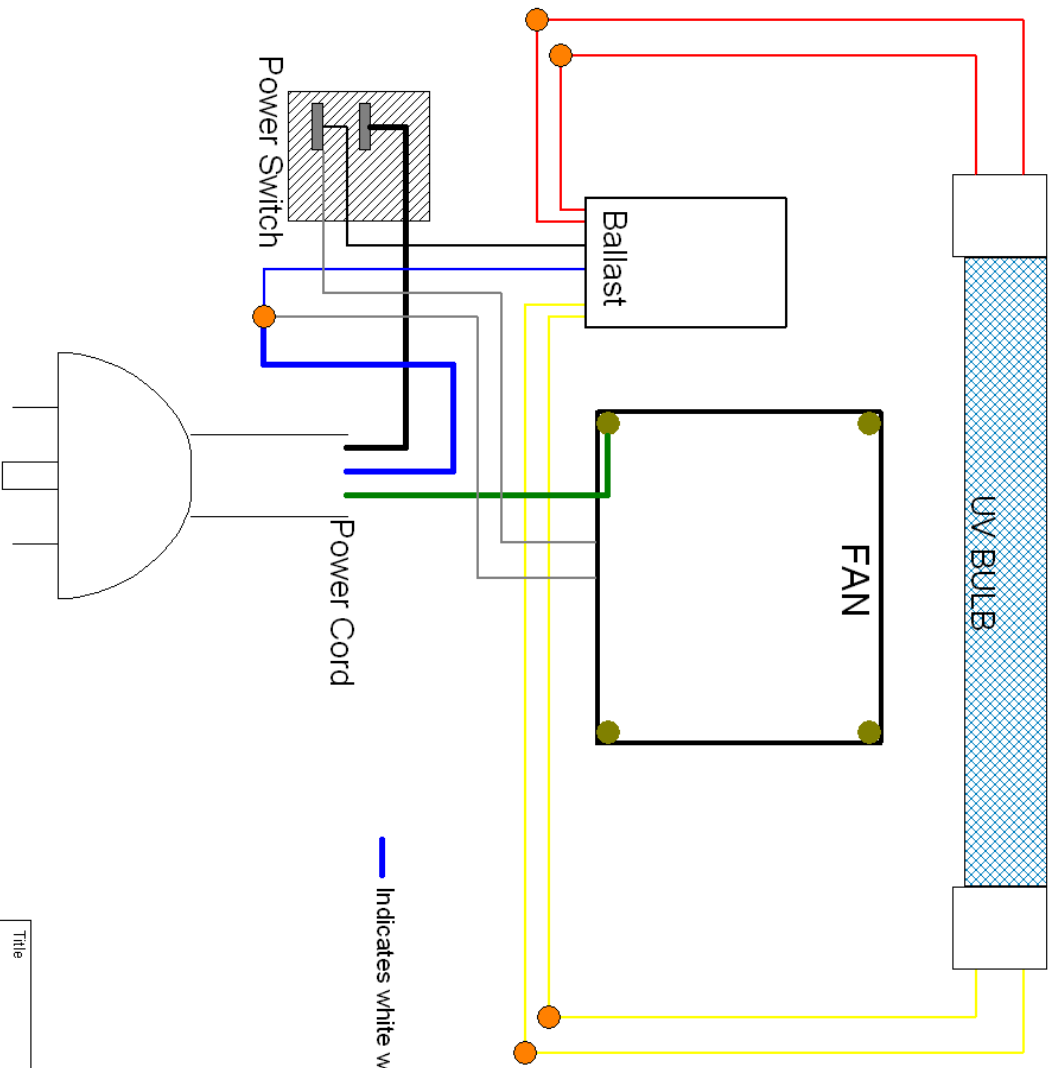 Power Switch
Ballast
Power Cord
FAN
UV BULB
Indicates white
Title